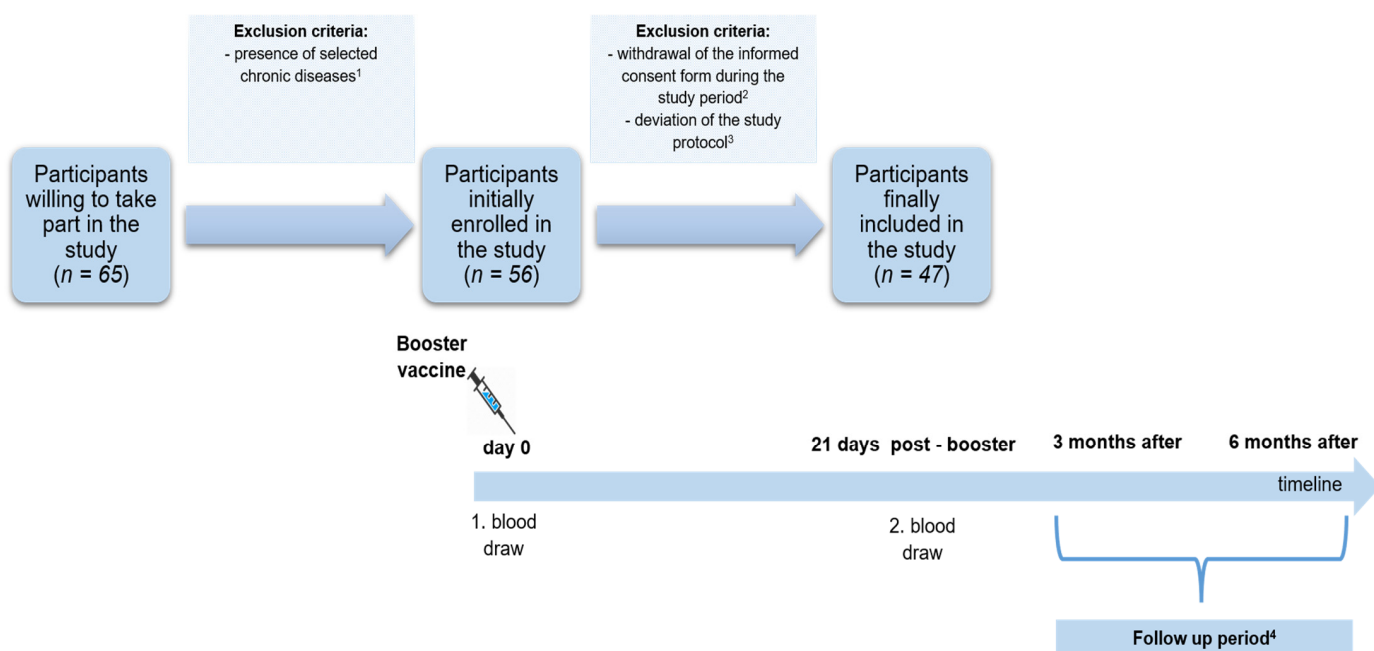 Exclusion criteria:
- presence of selected
chronic diseases¹
Exclusion criteria:
- withdrawal of the informed
consent form during the
study period²
- deviation of the study
protocol³
Participants
willing to take
part in the
study
(n = 65)
Participants
initially
enrolled in
the study
(n = 56)
Participants
finally
included in
the study
(n = 47)
Booster
vaccine
day 0
21 days post - booster
3 months after
6 months after
timeline
1. blood
draw
2. blood
draw
Follow up period⁴